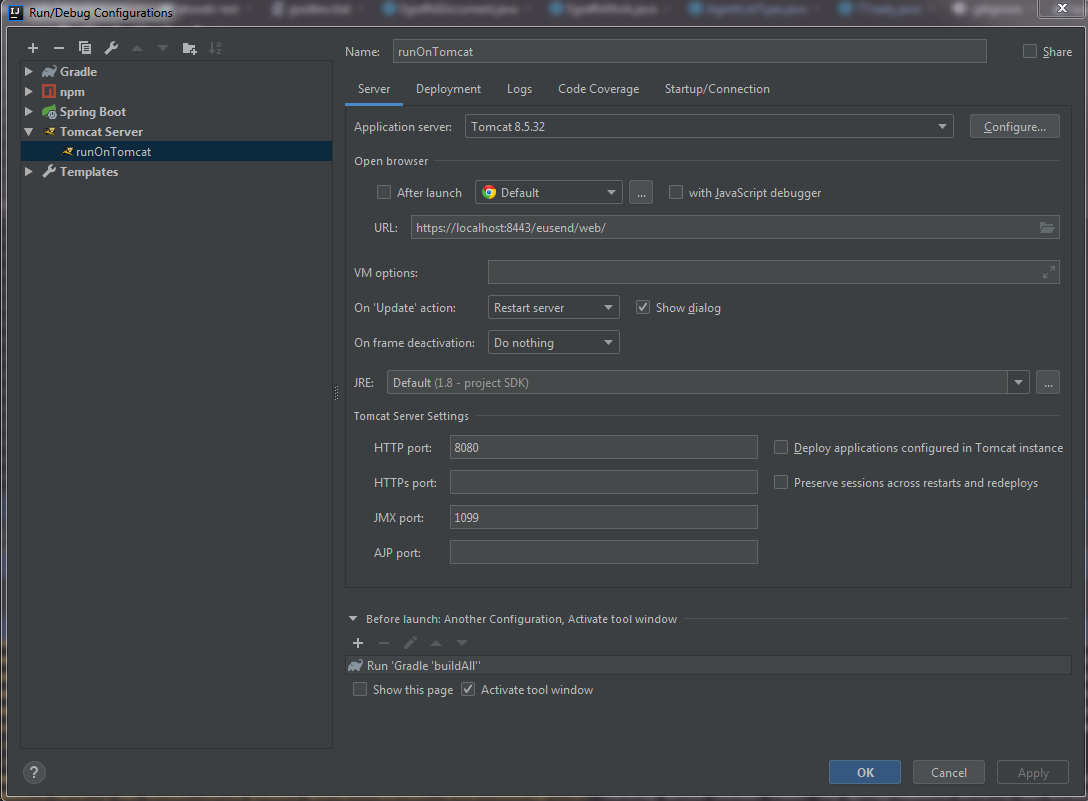 Run/Debug Configurations
Name: runOnTomcat Share
Gradle
npm
Spring Boot
Tomcat Server
runOnTomcat
Templates
Server Deployment Logs Code Coverage Startup/Connection
Application server: Tomcat 8.5.32 Configure...
Open browser
After launch Default ... with JavaScript debugger
URL: https://localhost:8443/eusend/web/
VM options:
On 'Update' action: Restart server Show dialog
On frame deactivation: Do nothing
JRE: Default (1.8 - project SDK) ...
Tomcat Server Settings
HTTP port: 8080 Deploy applications configured in Tomcat instance
HTTPs port: Preserve sessions across restarts and redeploys
JMX port: 1099
AJP port:
Before launch: Another Configuration, Activate tool window
Run 'Gradle 'buildAll''
Show this page Activate tool window
? OK Cancel Apply